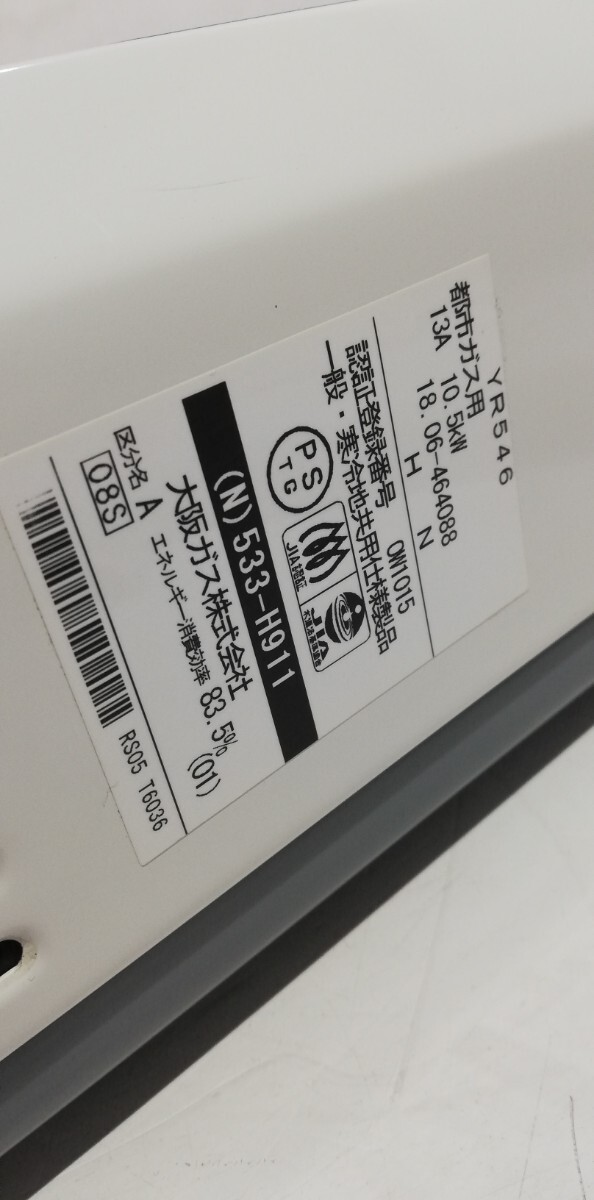 YR546
都市ガス用
13A 10.5kW
18.06-464088
H N
認証登録番号 OW1015
一般・寒冷地共用仕様製品
PS
TG
JIA認証
JIA
(N)533-H911
大阪ガス株式会社
区分名 A エネルギー消費効率 83.5% (01)
08S
RS05 T6036